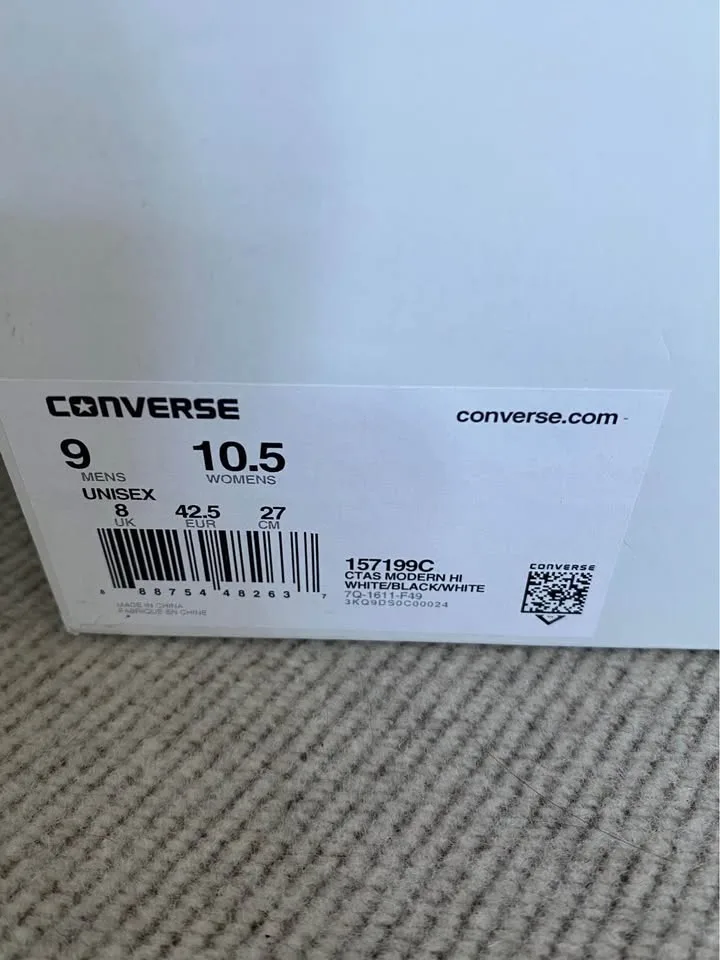 CONVERSE
converse.com
9 10.5
MENS WOMENS
UNISEX
8 42.5 27
UK EUR CM
8 88754 48263 7
MADE IN CHINA
FABRIQUÉ EN CHINE
157199C
CTAS MODERN HI
WHITE/BLACK/WHITE
7Q-1611-F49
3KQ9DS0C00024
CONVERSE